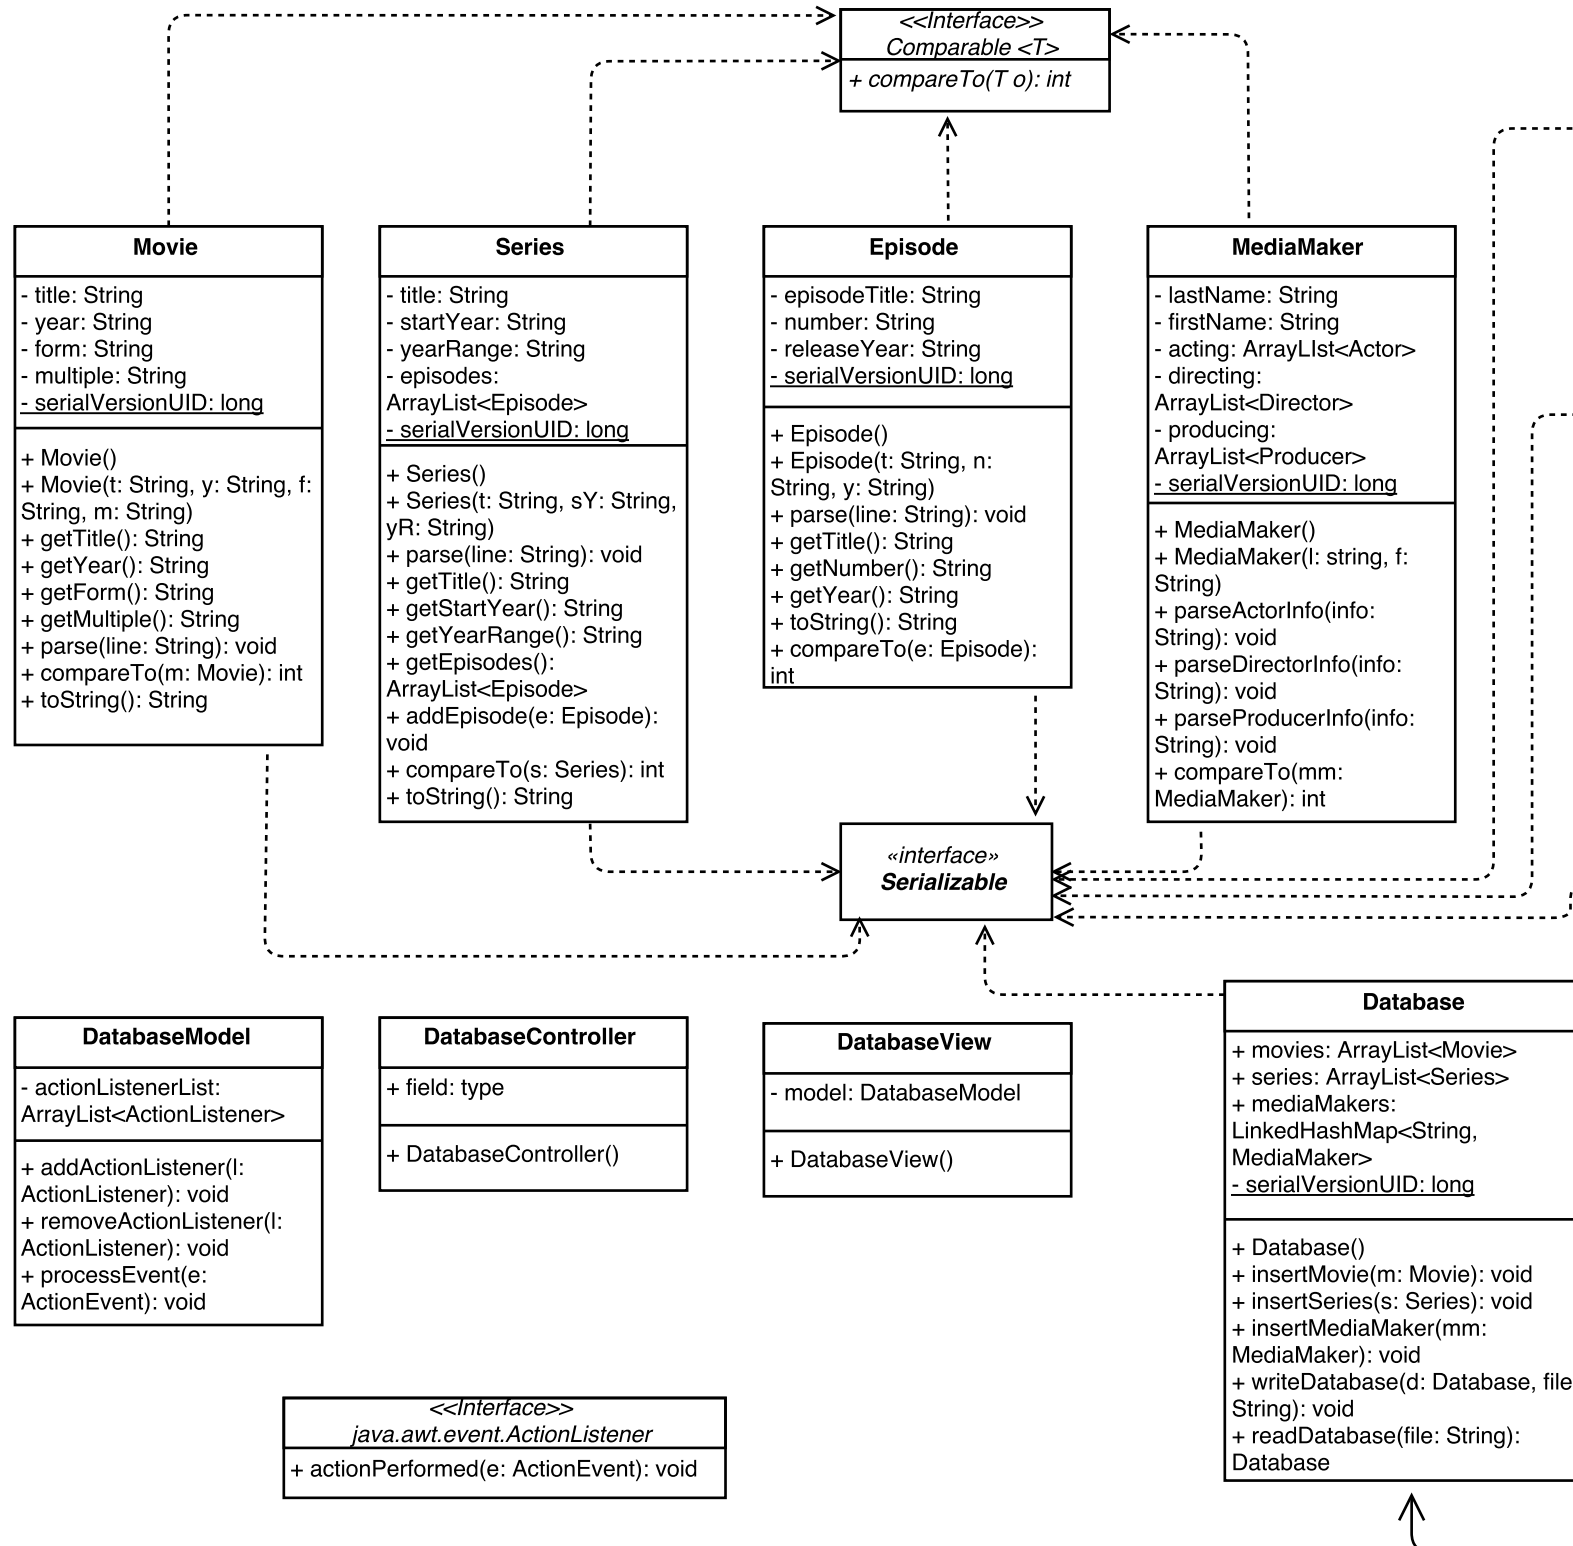 <<Interface>>
Comparable <T>
+ compareTo(T o): int
Movie
- title: String
- year: String
- form: String
- multiple: String
- serialVersionUID: long
+ Movie()
+ Movie(t: String, y: String, f:
String, m: String)
+ getTitle(): String
+ getYear(): String
+ getForm(): String
+ getMultiple(): String
+ parse(line: String): void
+ compareTo(m: Movie): int
+ toString(): String
Series
- title: String
- startYear: String
- yearRange: String
- episodes:
ArrayList<Episode>
- serialVersionUID: long
+ Series()
+ Series(t: String, sY: String,
yR: String)
+ parse(line: String): void
+ getTitle(): String
+ getStartYear(): String
+ getYearRange(): String
+ getEpisodes():
ArrayList<Episode>
+ addEpisode(e: Episode):
void
+ compareTo(s: Series): int
+ toString(): String
Episode
- episodeTitle: String
- number: String
- releaseYear: String
- serialVersionUID: long
+ Episode()
+ Episode(t: String, n:
String, y: String)
+ parse(line: String): void
+ getTitle(): String
+ getNumber(): String
+ getYear(): String
+ toString(): String
+ compareTo(e: Episode):
int
MediaMaker
- lastName: String
- firstName: String
- acting: ArrayLIst<Actor>
- directing:
ArrayList<Director>
- producing:
ArrayList<Producer>
- serialVersionUID: long
+ MediaMaker()
+ MediaMaker(l: string, f:
String)
+ parseActorInfo(info:
String): void
+ parseDirectorInfo(info:
String): void
+ parseProducerInfo(info:
String): void
+ compareTo(mm:
MediaMaker): int
«interface»
Serializable
DatabaseModel
- actionListenerList:
ArrayList<ActionListener>
+ addActionListener(l:
ActionListener): void
+ removeActionListener(l:
ActionListener): void
+ processEvent(e:
ActionEvent): void
DatabaseController
+ field: type
+ DatabaseController()
DatabaseView
- model: DatabaseModel
+ DatabaseView()
Database
+ movies: ArrayList<Movie>
+ series: ArrayList<Series>
+ mediaMakers:
LinkedHashMap<String,
MediaMaker>
- serialVersionUID: long
+ Database()
+ insertMovie(m: Movie): void
+ insertSeries(s: Series): void
+ insertMediaMaker(mm:
MediaMaker): void
+ writeDatabase(d: Database, file
String): void
+ readDatabase(file: String):
Database
<<Interface>>
java.awt.event.ActionListener
+ actionPerformed(e: ActionEvent): void